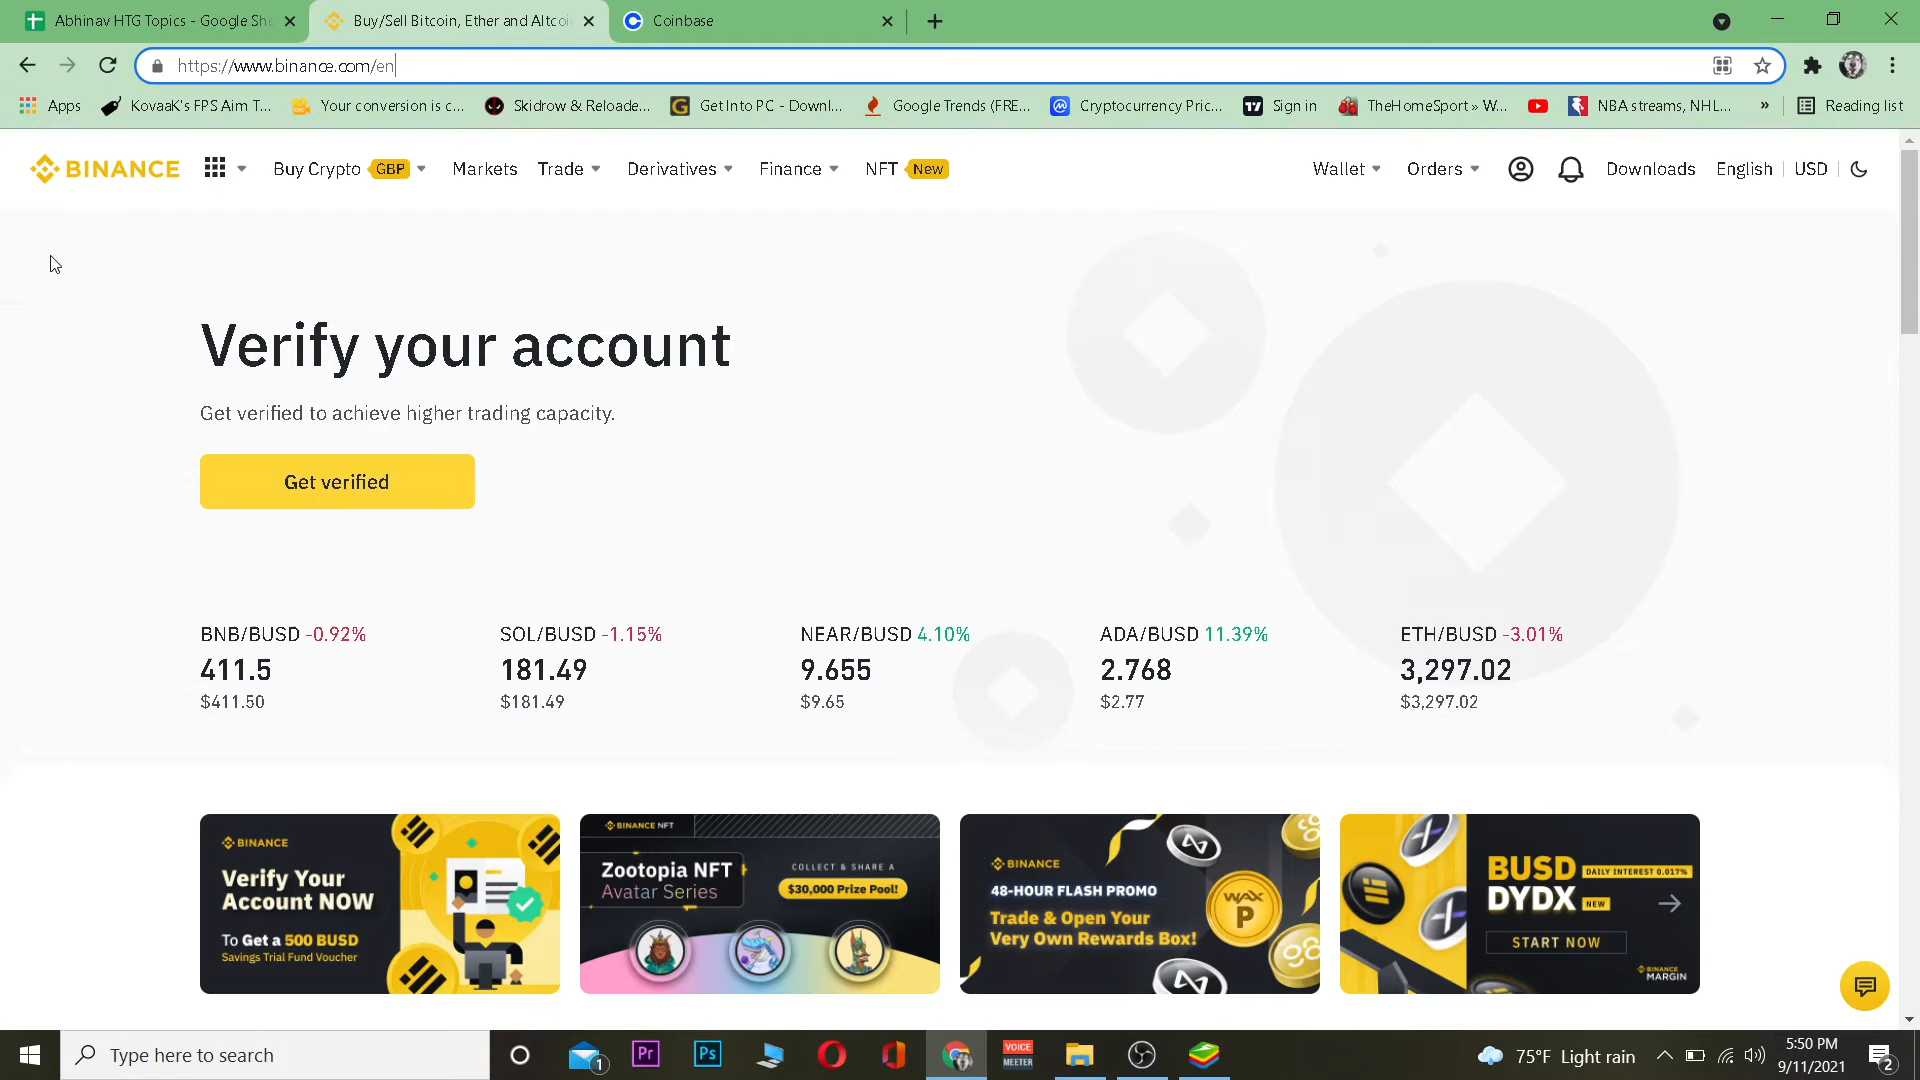 Abhinav HTG Topics - Google She
Buy/Sell Bitcoin, Ether and Altcoi
Coinbase
https://www.binance.com/en
Apps
KovaaK's FPS Aim T...
Your conversion is c...
Skidrow & Reloade...
Get Into PC - Downl...
Google Trends (FRE...
Cryptocurrency Pric...
Sign in
TheHomeSport » W...
NBA streams, NHL...
»
Reading list
BINANCE
Buy Crypto GBP
Markets
Trade
Derivatives
Finance
NFT New
Wallet
Orders
Downloads
English
USD
Verify your account
Get verified to achieve higher trading capacity.
Get verified
BNB/BUSD -0.92%
411.5
$411.50
SOL/BUSD -1.15%
181.49
$181.49
NEAR/BUSD 4.10%
9.655
$9.65
ADA/BUSD 11.39%
2.768
$2.77
ETH/BUSD -3.01%
3,297.02
$3,297.02
BINANCE
Verify Your
Account NOW
To Get a 500 BUSD
Savings Trial Fund Voucher
BINANCE NFT
Zootopia NFT
Avatar Series
COLLECT & SHARE A
$30,000 Prize Pool!
BINANCE
48-HOUR FLASH PROMO
Trade & Open Your
Very Own Rewards Box!
WAX
P
BUSD DAILY INTEREST 0.017%
DYDX NEW
START NOW
BINANCE
MARGIN
Type here to search
1
Pr
Ps
VOICE
MEETER
75°F Light rain
5:50 PM
9/11/2021
2